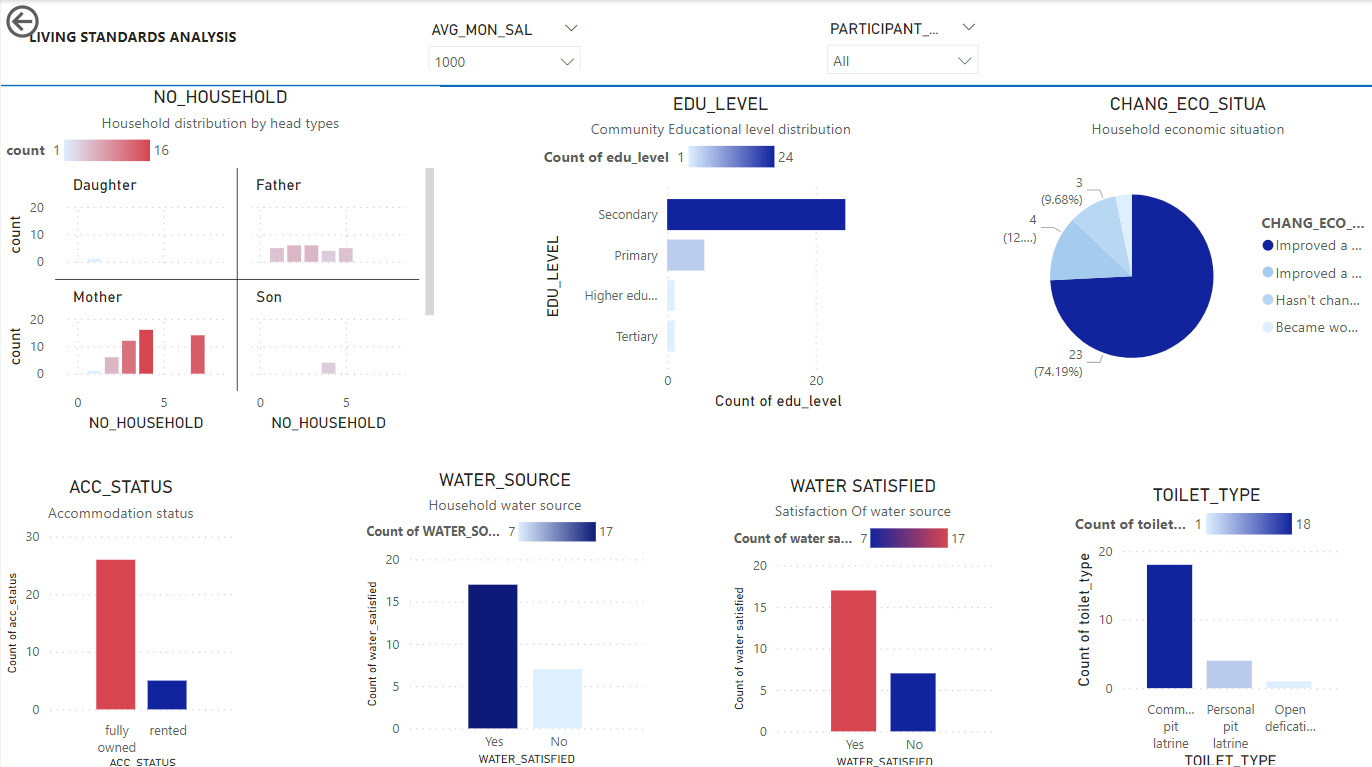 LIVING STANDARDS ANALYSIS
AVG_MON_SAL
1000
PARTICIPANT_...
All
NO_HOUSEHOLD
Household distribution by head types
count 1 16
Daughter
Father
20
10
0
count
Mother
Son
20
10
0
count
0 5
0 5
NO_HOUSEHOLD
NO_HOUSEHOLD
EDU_LEVEL
Community Educational level distribution
Count of edu_level 1 24
EDU_LEVEL
Secondary
Primary
Higher edu...
Tertiary
0 20
Count of edu_level
CHANG_ECO_SITUA
Household economic situation
3
(9.68%)
4
(12....)
23
(74.19%)
CHANG_ECO_...
Improved a ...
Improved a ...
Hasn't chan...
Became wo...
ACC_STATUS
Accommodation status
Count of acc_status
30
20
10
0
fully
owned
rented
ACC_STATUS
WATER_SOURCE
Household water source
Count of WATER_SO... 7 17
Count of water_satisfied
20
15
10
5
0
Yes No
WATER_SATISFIED
WATER SATISFIED
Satisfaction Of water source
Count of water sa... 7 17
Count of water satisfied
20
15
10
5
0
Yes No
WATER_SATISFIED
TOILET_TYPE
Count of toilet... 1 18
Count of toilet_type
20
10
0
Comm...
pit
latrine
Personal
pit
latrine
Open
deficati...
TOILET_TYPE